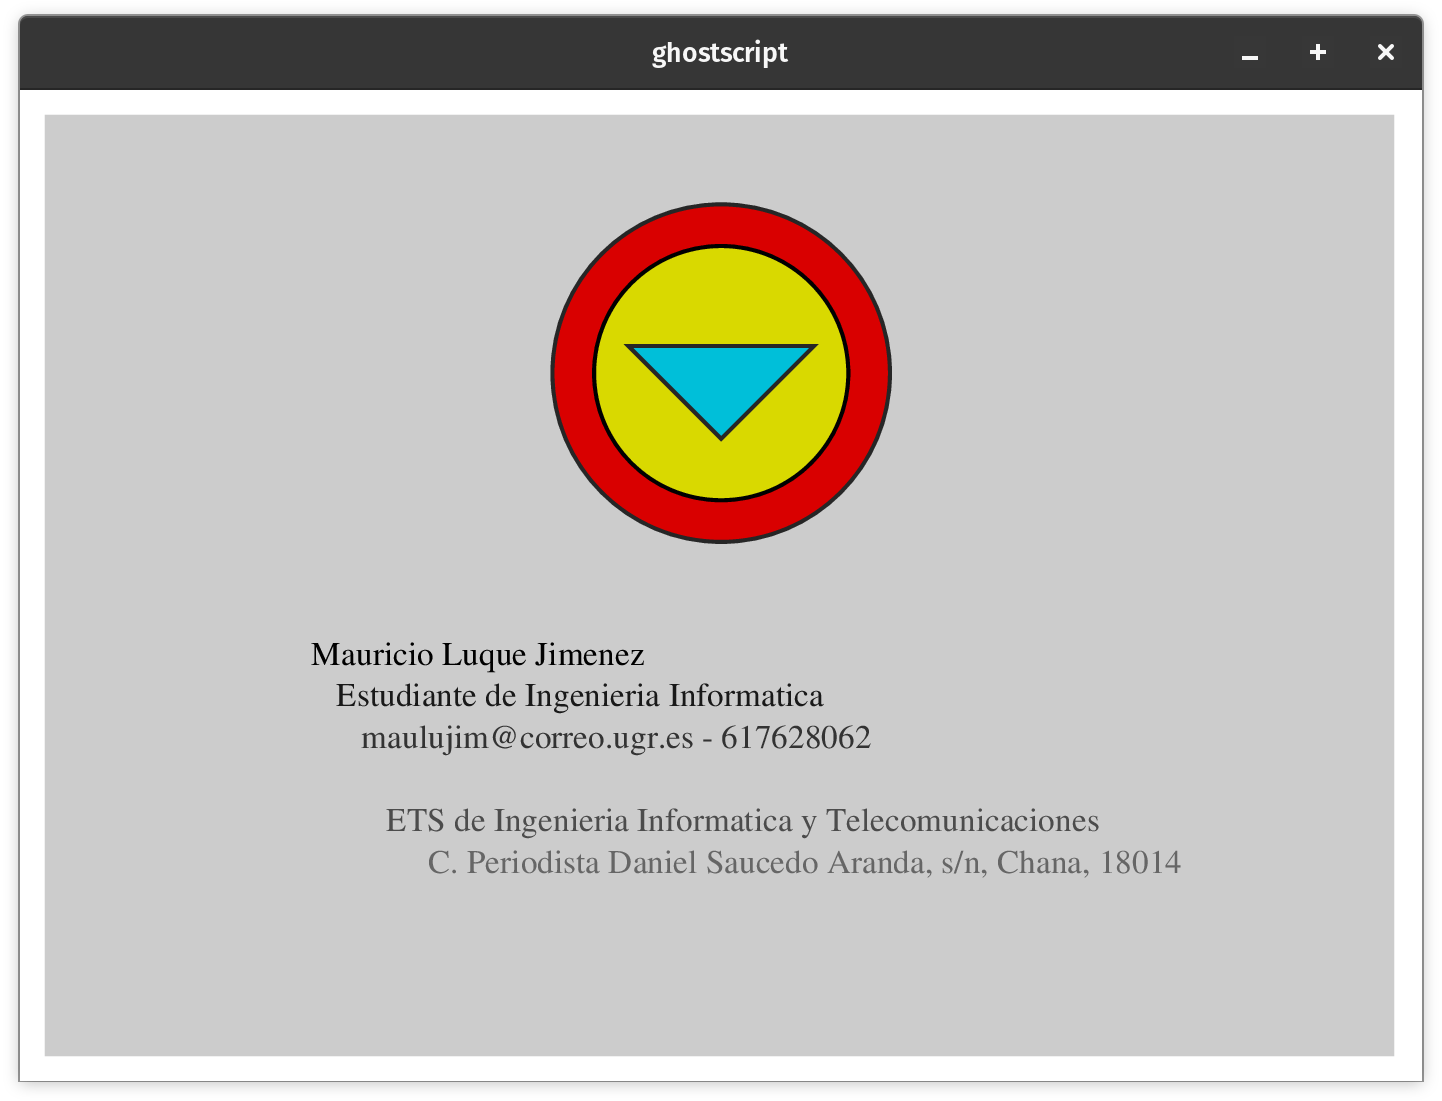 ghostscript
Mauricio Luque Jimenez
Estudiante de Ingenieria Informatica
maulujim@correo.ugr.es - 617628062
ETS de Ingenieria Informatica y Telecomunicaciones
C. Periodista Daniel Saucedo Aranda, s/n, Chana, 18014